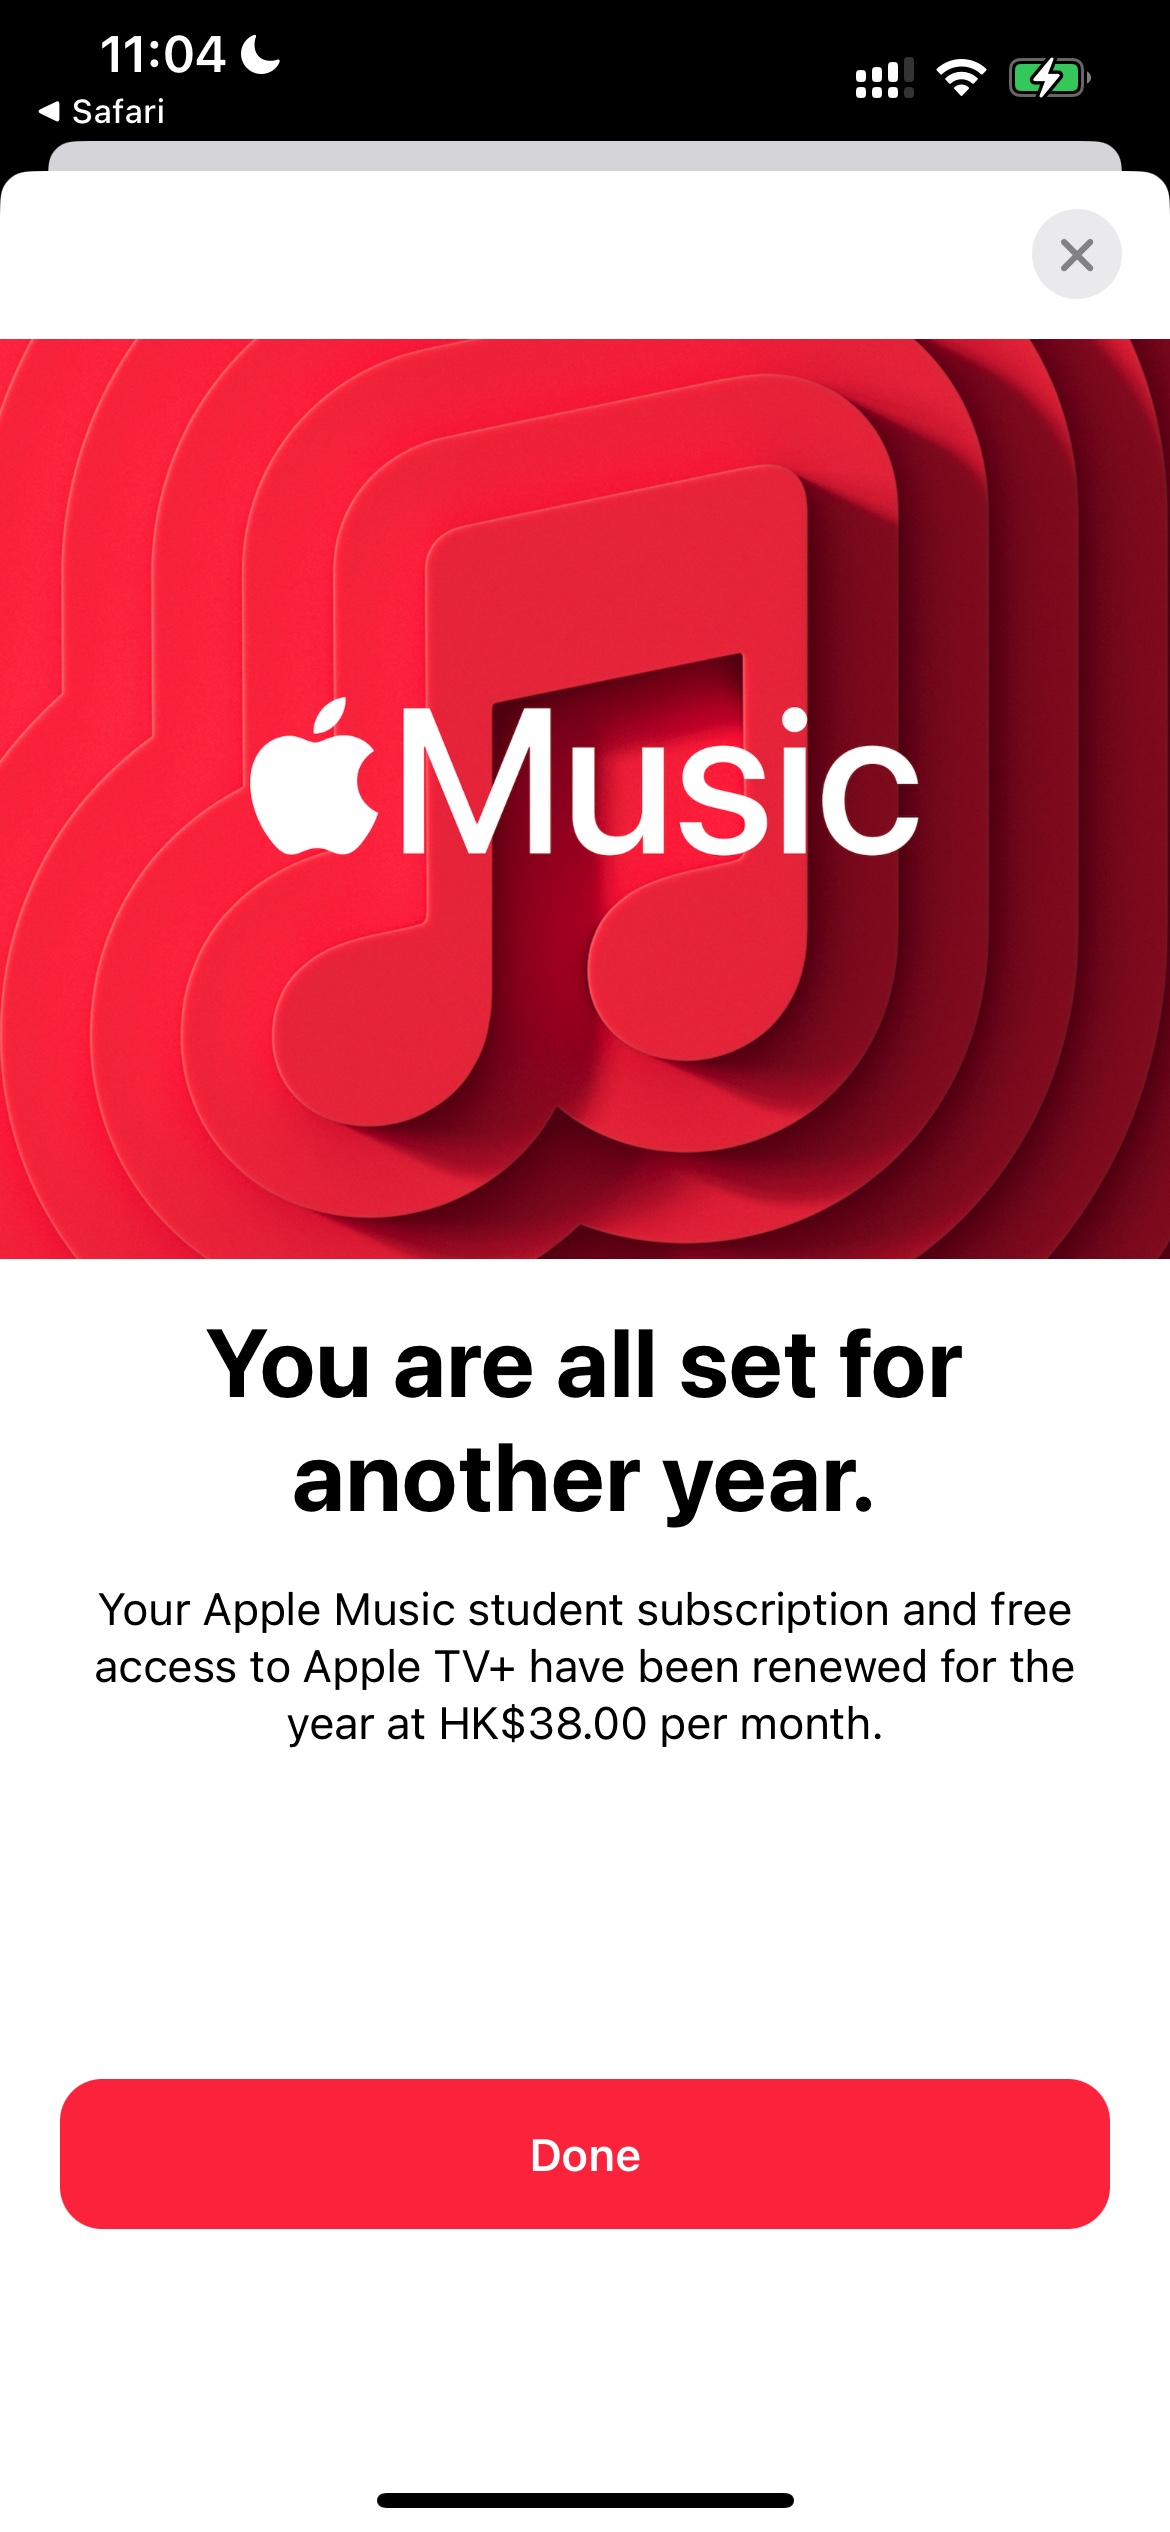 11:04
Safari
Music
You are all set for
another year.
Your Apple Music student subscription and free
access to Apple TV+ have been renewed for the
year at HK$38.00 per month.
Done